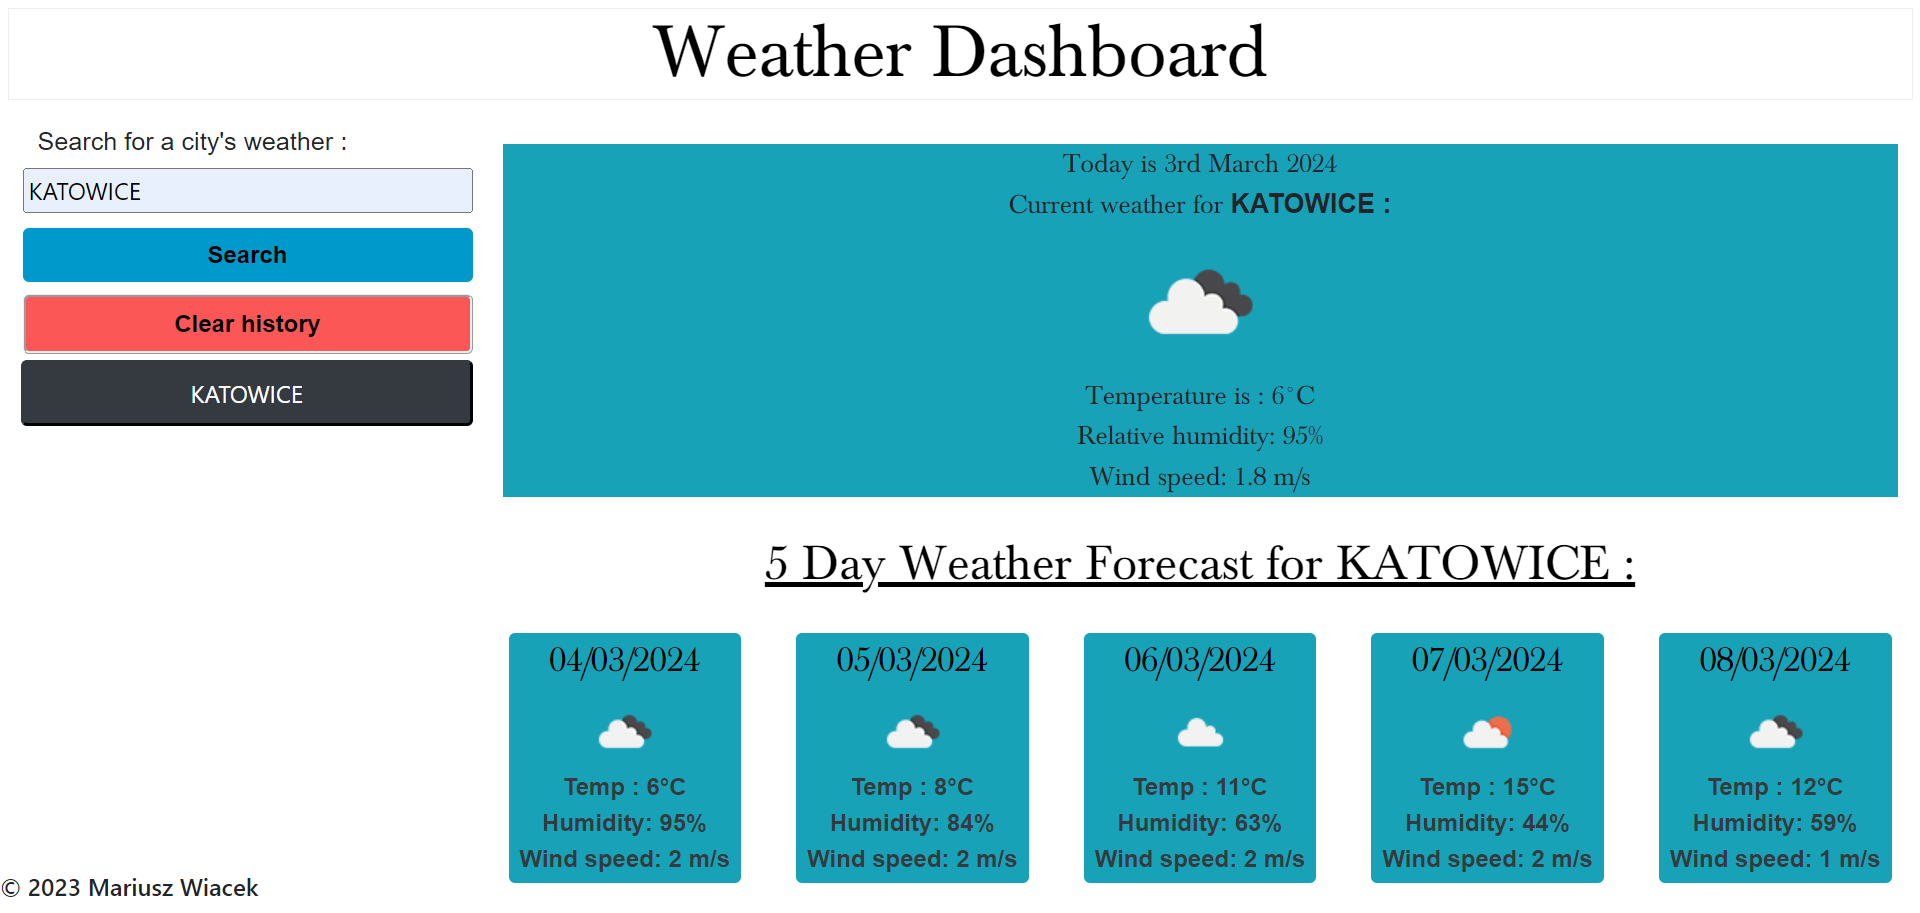 Weather Dashboard
Search for a city's weather :
KATOWICE
Search
Clear history
KATOWICE
Today is 3rd March 2024
Current weather for KATOWICE :
Temperature is : 6°C
Relative humidity: 95%
Wind speed: 1.8 m/s
5 Day Weather Forecast for KATOWICE :
04/03/2024
Temp : 6°C
Humidity: 95%
Wind speed: 2 m/s
05/03/2024
Temp : 8°C
Humidity: 84%
Wind speed: 2 m/s
06/03/2024
Temp : 11°C
Humidity: 63%
Wind speed: 2 m/s
07/03/2024
Temp : 15°C
Humidity: 44%
Wind speed: 2 m/s
08/03/2024
Temp : 12°C
Humidity: 59%
Wind speed: 1 m/s
© 2023 Mariusz Wiacek